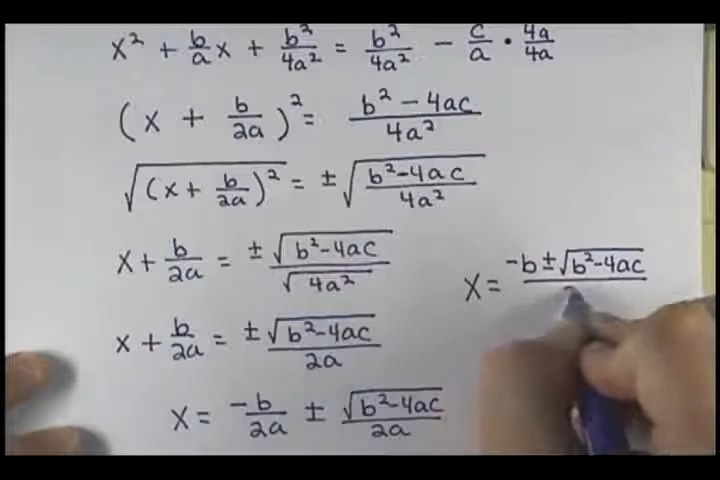 x² + b/a x + b²/4a² = b²/4a² - c/a · 4a/4a
(x + b/2a)² = b² - 4ac/4a²
√(x + b/2a)² = ± √b²-4ac/4a²
x + b/2a = ± √b²-4ac/√4a²
x = -b ± √b²-4ac
x + b/2a = ± √b²-4ac/2a
x = -b/2a ± √b²-4ac/2a